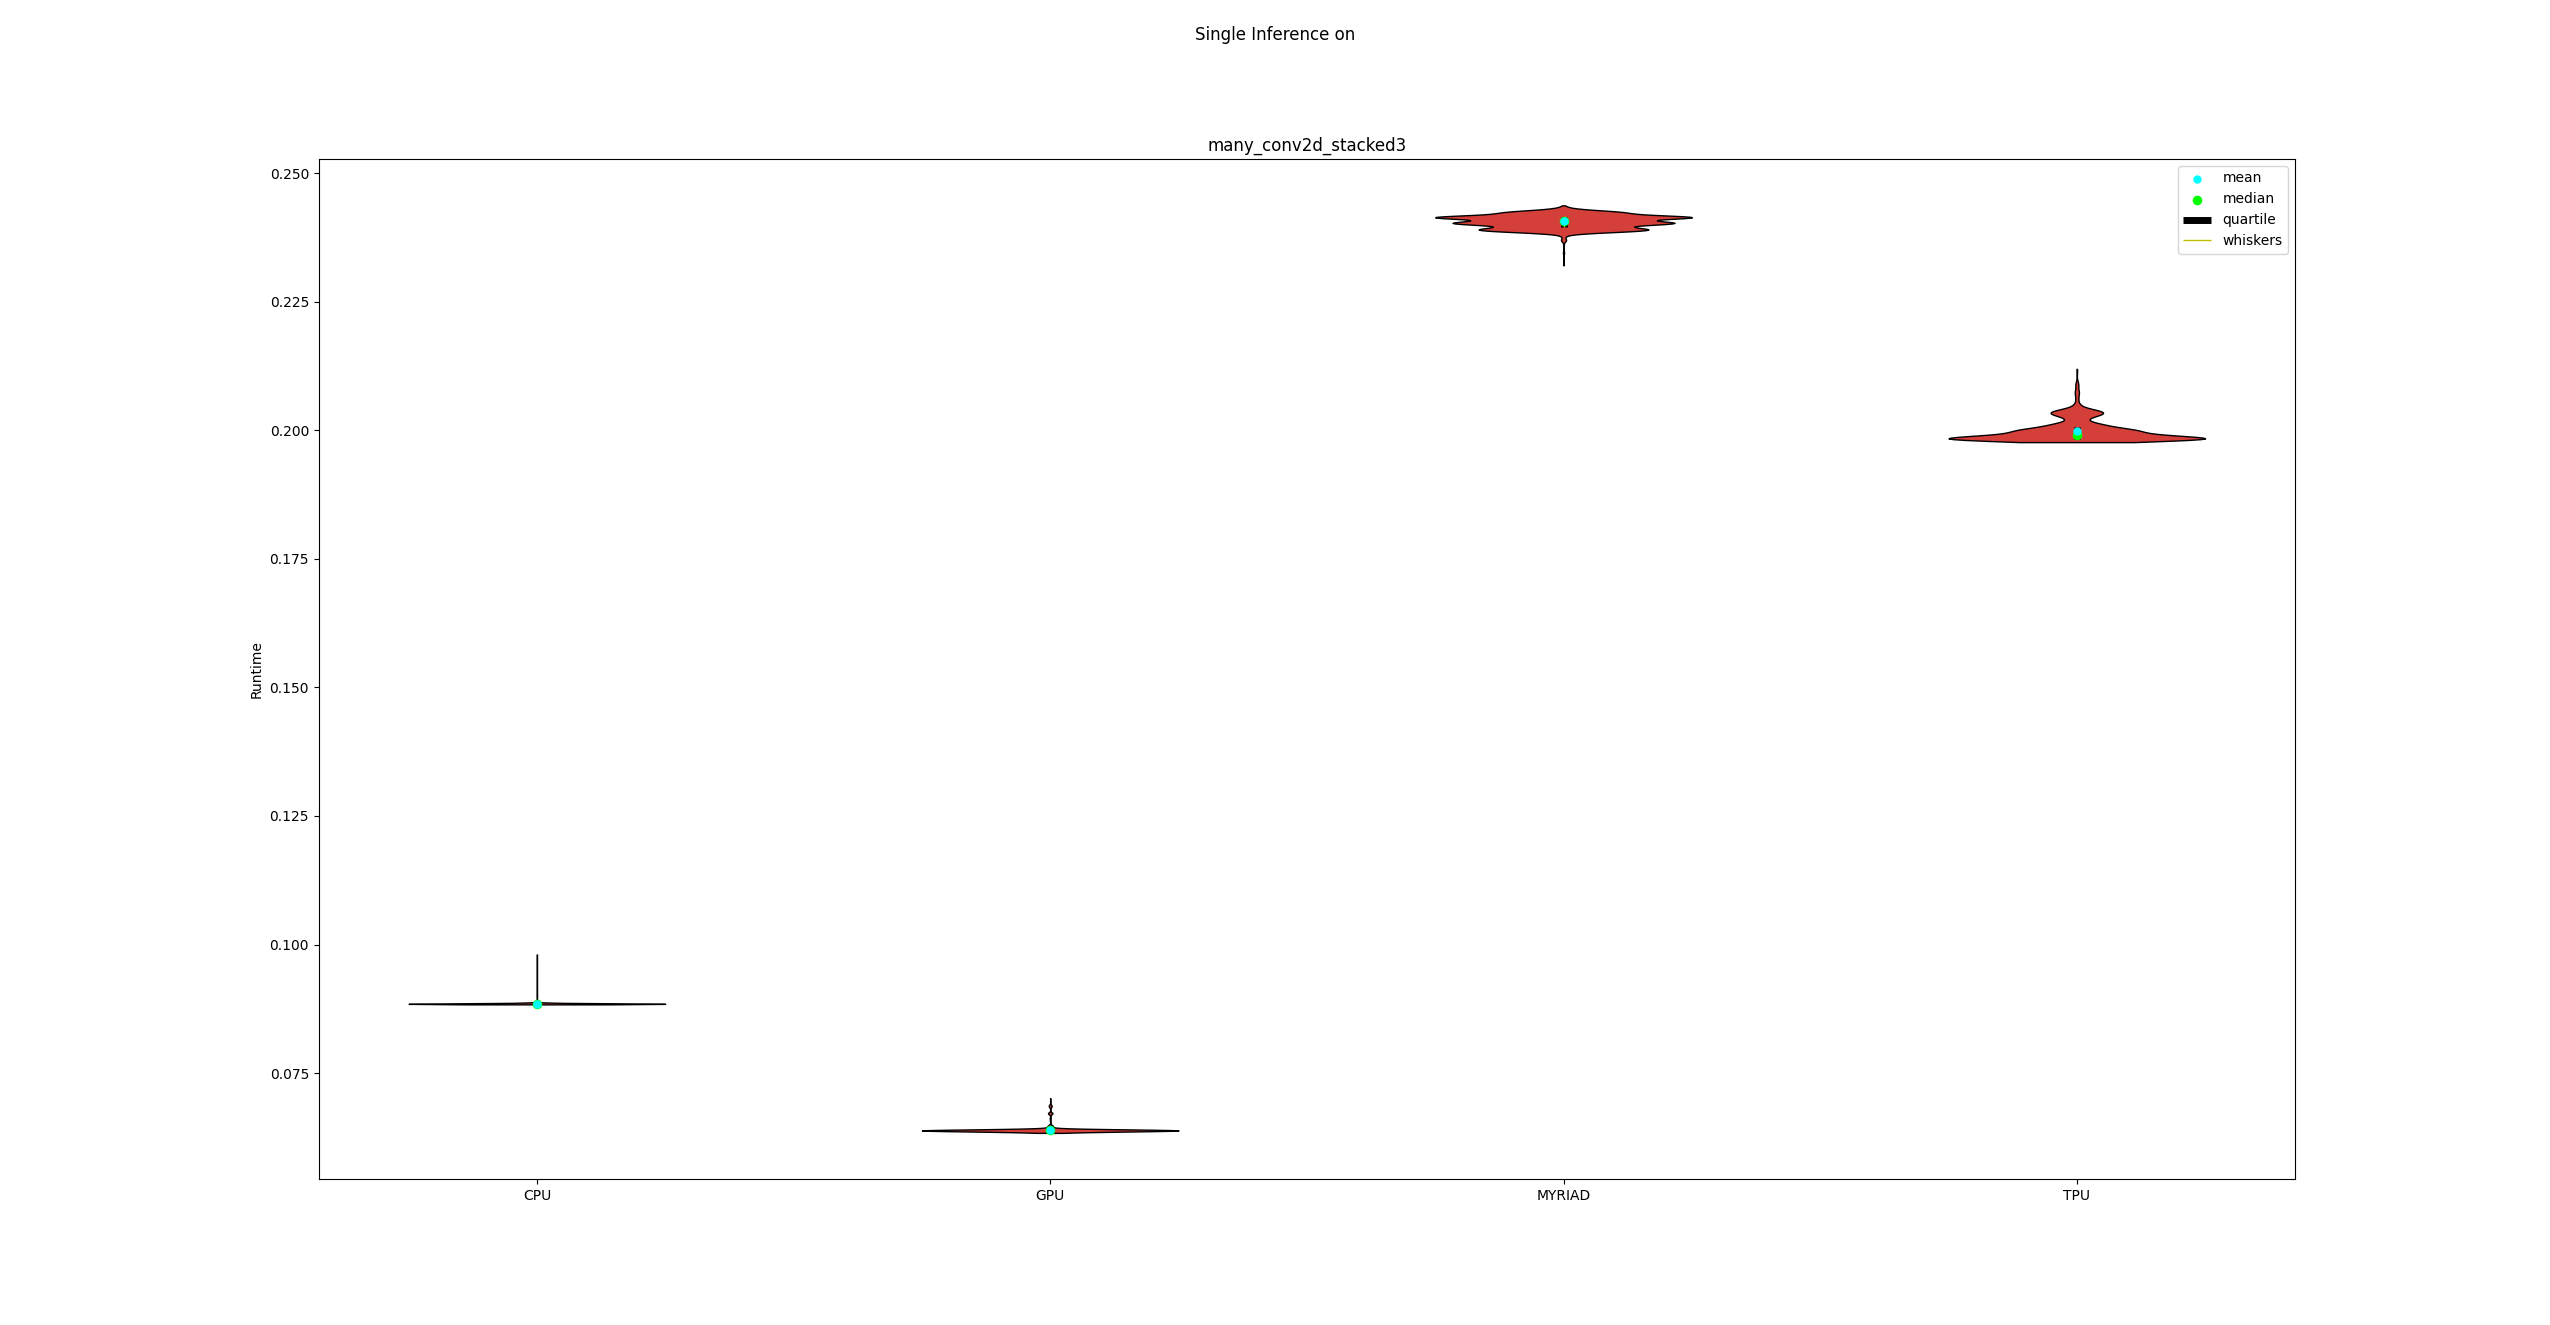 Single Inference on
many_conv2d_stacked3
0.250
0.225
0.200
0.175
0.150
0.125
0.100
0.075
Runtime
mean
median
quartile
whiskers
CPU
GPU
MYRIAD
TPU